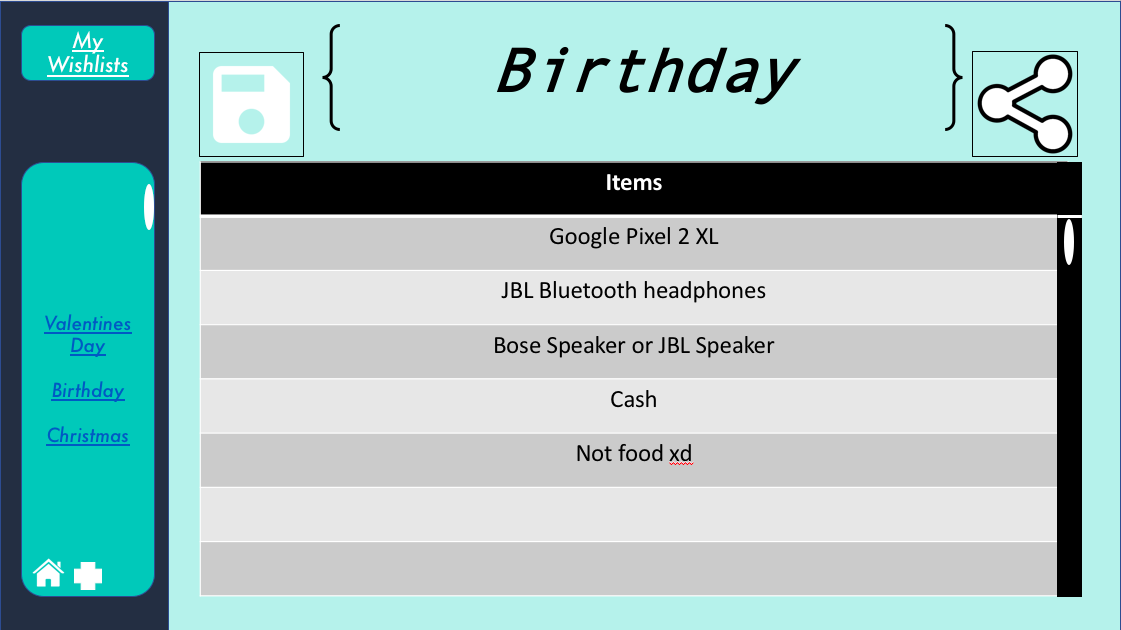 My
Wishlists
Valentines
Day
Birthday
Christmas
Birthday
Items
Google Pixel 2 XL
JBL Bluetooth headphones
Bose Speaker or JBL Speaker
Cash
Not food xd